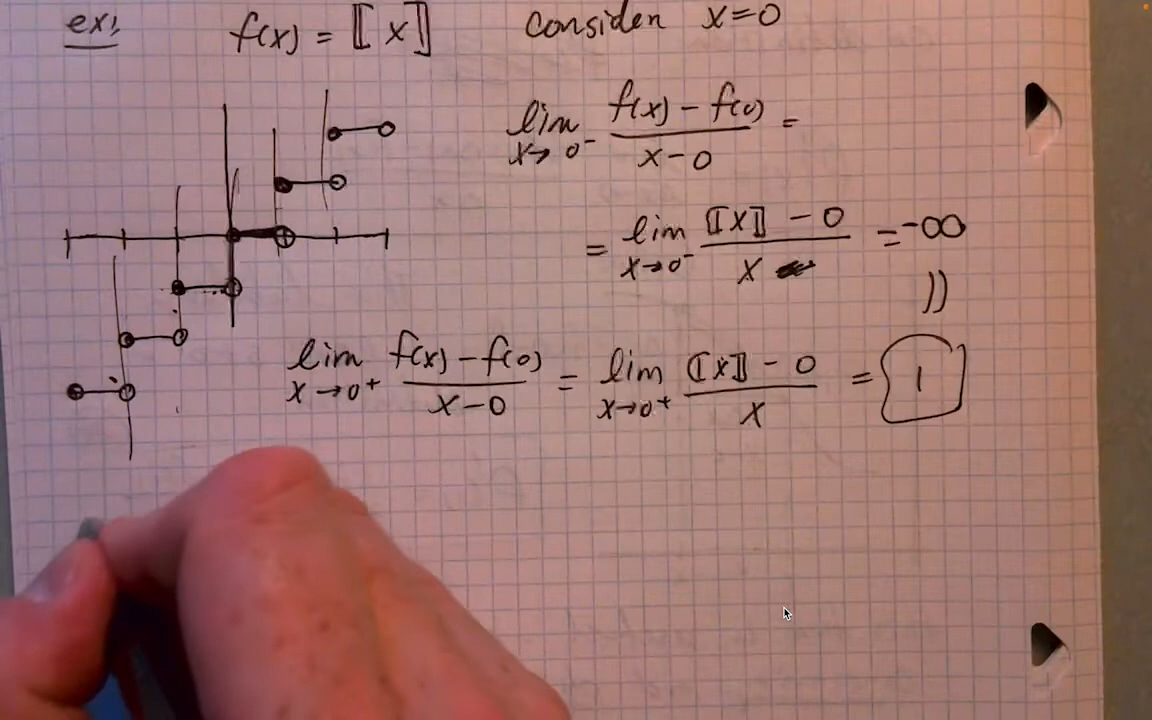 ex: f(x) = ⟦x⟧ consider x=0
lim x→0⁻ f(x) − f(0) / x−0 =
= lim x→0⁻ ⟦x⟧ − 0 / x = −∞
lim x→0⁺ f(x) − f(0) / x−0 = lim x→0⁺ ⟦x⟧ − 0 / x = 1